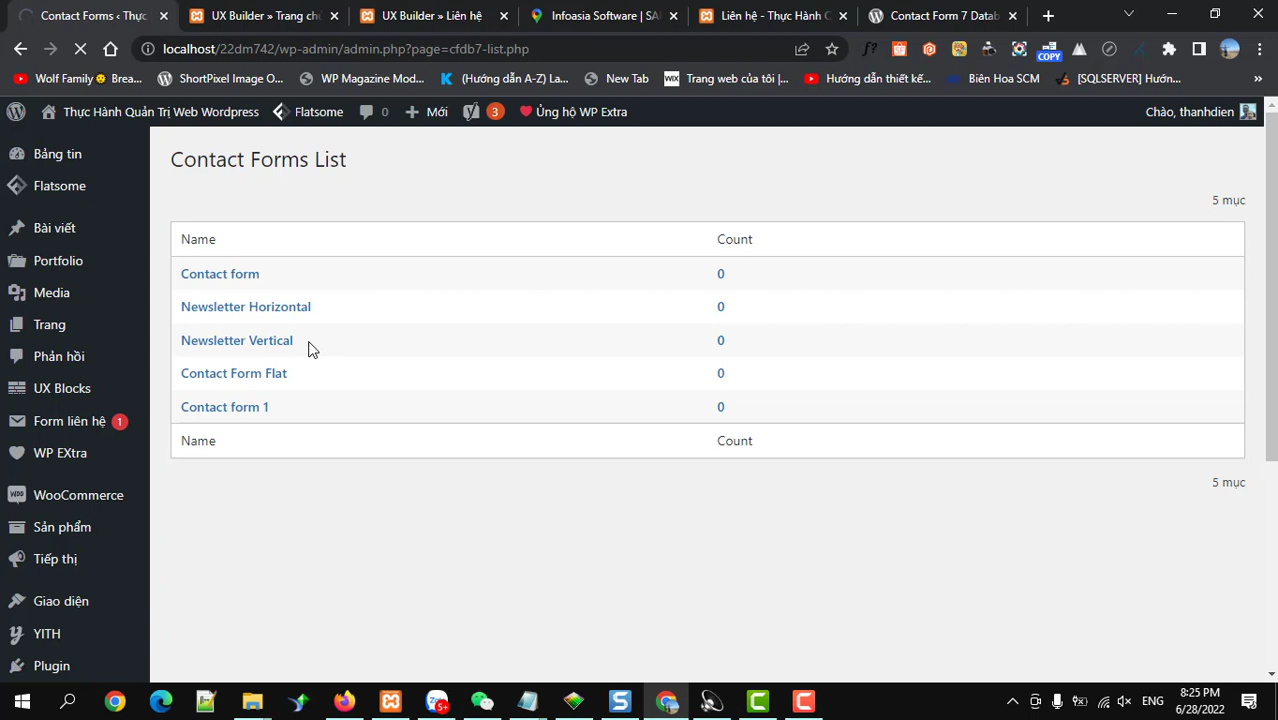 Contact Forms ‹ Thực
UX Builder » Trang chủ
UX Builder » Liên hệ
Infoasia Software | SA
Liên hệ - Thực Hành Q
Contact Form 7 Datab
localhost/22dm742/wp-admin/admin.php?page=cfdb7-list.php
COPY
Wolf Family Brea...
ShortPixel Image O...
WP Magazine Mod...
(Hướng dẫn A-Z) La...
New Tab
WIX
Trang web của tôi |...
Hướng dẫn thiết kế...
Biên Hoa SCM
[SQLSERVER] Hướn...
»
Thực Hành Quản Trị Web Wordpress
Flatsome
0
Mới
3
Ủng hộ WP Extra
Chào, thanhdien
Bảng tin
Flatsome
Bài viết
Portfolio
Media
Trang
Phản hồi
UX Blocks
Form liên hệ 1
WP EXtra
WooCommerce
Sản phẩm
Tiếp thị
Giao diện
YITH
Plugin
Contact Forms List
5 mục
Name Count
Contact form 0
Newsletter Horizontal 0
Newsletter Vertical 0
Contact Form Flat 0
Contact form 1 0
Name Count
5 mục
5+
ENG
8:25 PM
6/28/2022